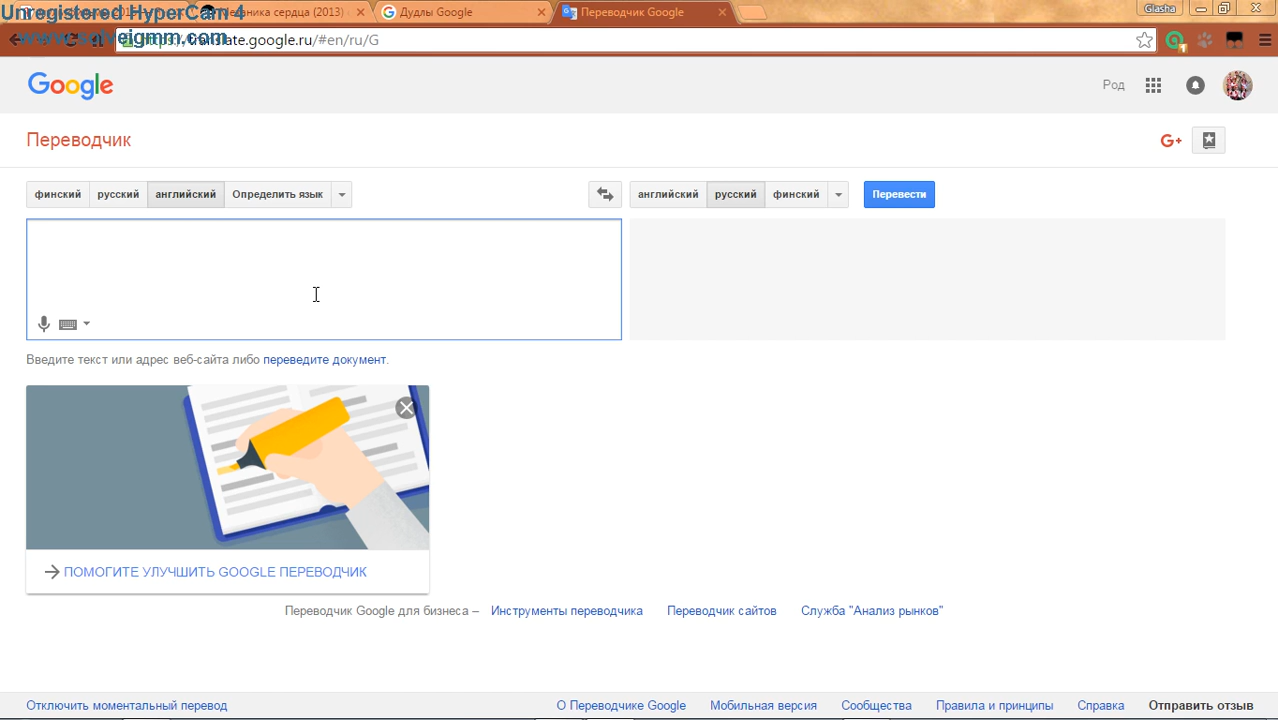 Unregistered HyperCam 4
www.solveigmm.com
сердца (2013)
Дудлы Google
Переводчик Google
Glasha
translate.google.ru/#en/ru/G
Google
Род
Переводчик
G+
финский русский английский Определить язык
английский русский финский Перевести
Введите текст или адрес веб-сайта либо переведите документ.
ПОМОГИТЕ УЛУЧШИТЬ GOOGLE ПЕРЕВОДЧИК
Переводчик Google для бизнеса – Инструменты переводчика Переводчик сайтов Служба "Анализ рынков"
Отключить моментальный перевод О Переводчике Google Мобильная версия Сообщества Правила и принципы Справка Отправить отзыв